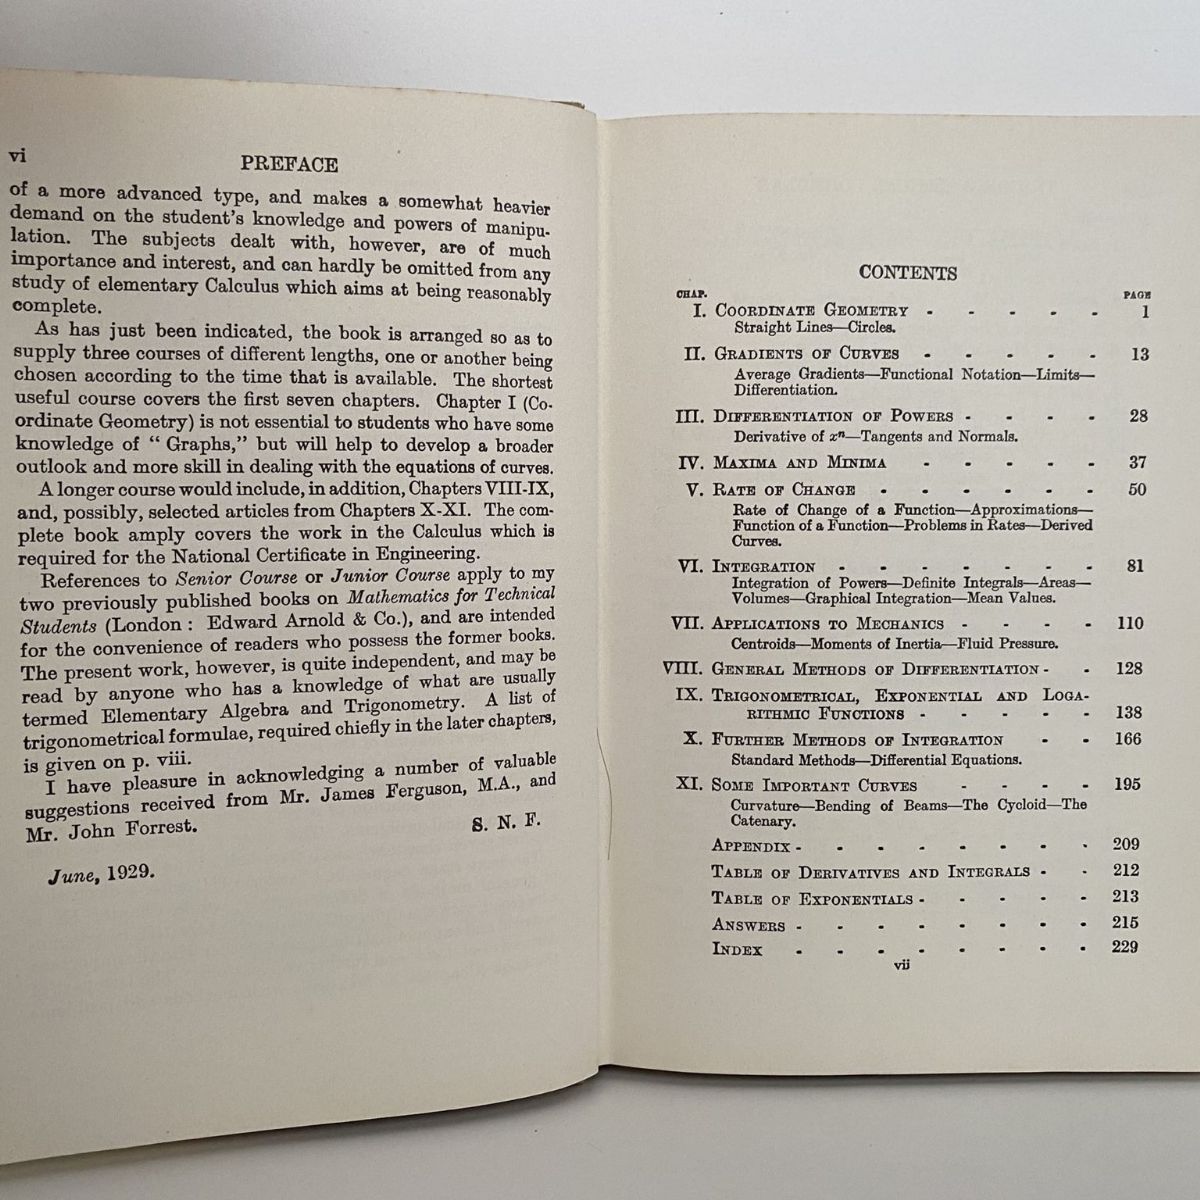 vi
PREFACE
of a more advanced type, and makes a somewhat heavier
demand on the student's knowledge and powers of manipu-
lation. The subjects dealt with, however, are of much
importance and interest, and can hardly be omitted from any
study of elementary Calculus which aims at being reasonably
complete.
As has just been indicated, the book is arranged so as to
supply three courses of different lengths, one or another being
chosen according to the time that is available. The shortest
useful course covers the first seven chapters. Chapter I (Co-
ordinate Geometry) is not essential to students who have some
knowledge of " Graphs," but will help to develop a broader
outlook and more skill in dealing with the equations of curves.
A longer course would include, in addition, Chapters VIII-IX,
and, possibly, selected articles from Chapters X-XI. The com-
plete book amply covers the work in the Calculus which is
required for the National Certificate in Engineering.
References to Senior Course or Junior Course apply to my
two previously published books on Mathematics for Technical
Students (London : Edward Arnold & Co.), and are intended
for the convenience of readers who possess the former books.
The present work, however, is quite independent, and may be
read by anyone who has a knowledge of what are usually
termed Elementary Algebra and Trigonometry. A list of
trigonometrical formulae, required chiefly in the later chapters,
is given on p. viii.
I have pleasure in acknowledging a number of valuable
suggestions received from Mr. James Ferguson, M.A., and
Mr. John Forrest.
S. N. F.
June, 1929.
CONTENTS
CHAP. PAGE
I. COORDINATE GEOMETRY - - - - - 1
Straight Lines—Circles.
II. GRADIENTS OF CURVES - - - - - 13
Average Gradients—Functional Notation—Limits—
Differentiation.
III. DIFFERENTIATION OF POWERS - - - - 28
Derivative of xⁿ—Tangents and Normals.
IV. MAXIMA AND MINIMA - - - - - 37
V. RATE OF CHANGE - - - - - - 50
Rate of Change of a Function—Approximations—
Function of a Function—Problems in Rates—Derived
Curves.
VI. INTEGRATION - - - - - - - 81
Integration of Powers—Definite Integrals—Areas—
Volumes—Graphical Integration—Mean Values.
VII. APPLICATIONS TO MECHANICS - - - - 110
Centroids—Moments of Inertia—Fluid Pressure.
VIII. GENERAL METHODS OF DIFFERENTIATION - - 128
IX. TRIGONOMETRICAL, EXPONENTIAL AND LOGA-
RITHMIC FUNCTIONS - - - - - 138
X. FURTHER METHODS OF INTEGRATION - - 166
Standard Methods—Differential Equations.
XI. SOME IMPORTANT CURVES - - - - 195
Curvature—Bending of Beams—The Cycloid—The
Catenary.
APPENDIX - - - - - - - - 209
TABLE OF DERIVATIVES AND INTEGRALS - - 212
TABLE OF EXPONENTIALS - - - - - 213
ANSWERS - - - - - - - - 215
INDEX - - - - - - - - 229
vii